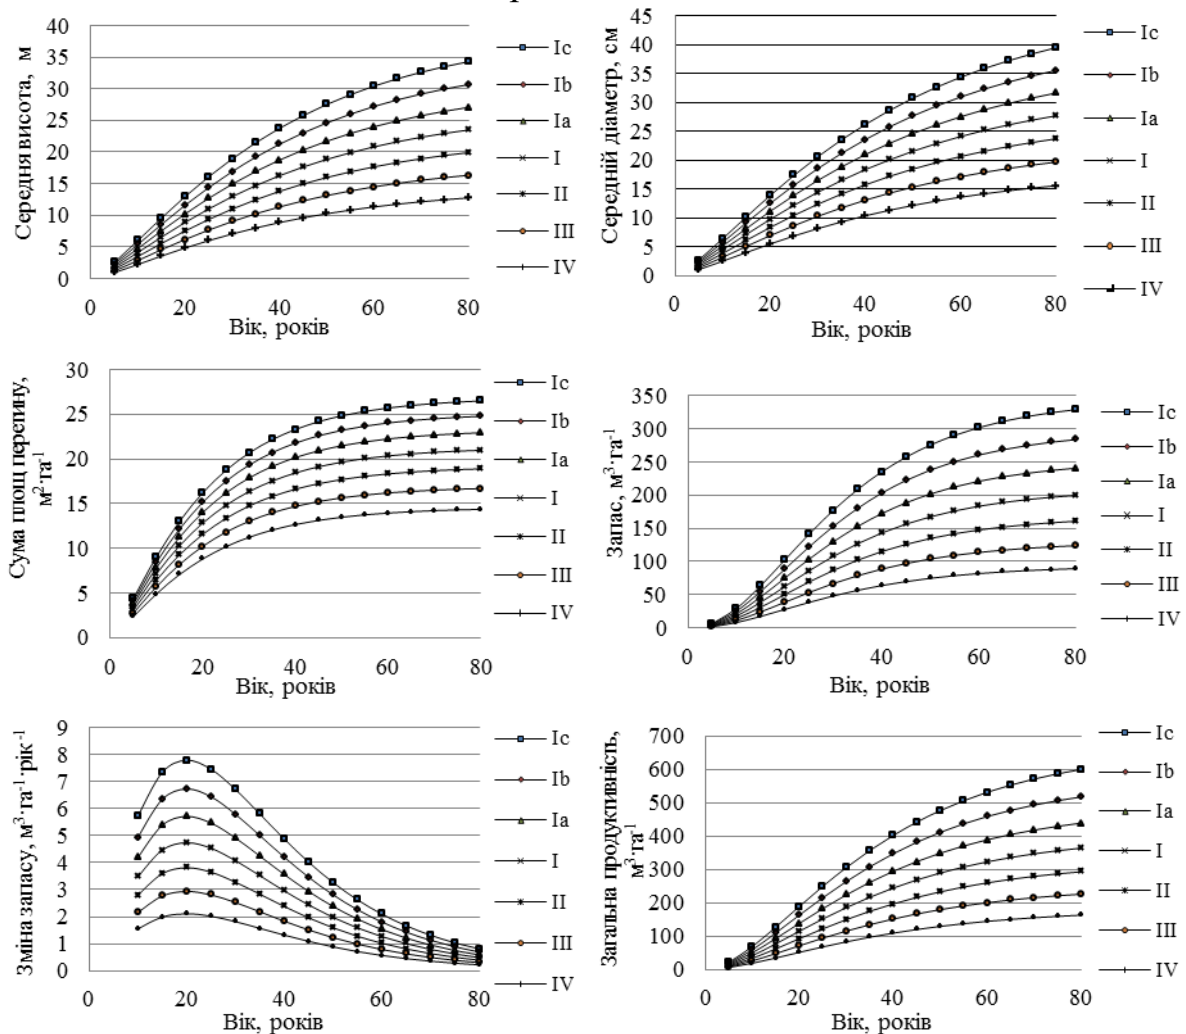 40
35
30
25
20
15
10
5
0
0 20 40 60 80
Середня висота, м
Вік, років
Ic
Ib
Ia
I
II
III
IV
45
40
35
30
25
20
15
10
5
0
0 20 40 60 80
Середній діаметр, см
Вік, років
Ic
Ib
Ia
I
II
III
IV
30
25
20
15
10
5
0
0 20 40 60 80
Сума площ перетину,
м²·га⁻¹
Вік, років
Ic
Ib
Ia
I
II
III
IV
350
300
250
200
150
100
50
0
0 20 40 60 80
Запас, м³·га⁻¹
Вік, років
Ic
Ib
Ia
I
II
III
IV
9
8
7
6
5
4
3
2
1
0
0 20 40 60 80
Зміна запасу, м³·га⁻¹·рік⁻¹
Вік, років
Ic
Ib
Ia
I
II
III
IV
700
600
500
400
300
200
100
0
0 20 40 60 80
Загальна продуктивність,
м³·га⁻¹
Вік, років
Ic
Ib
Ia
I
II
III
IV